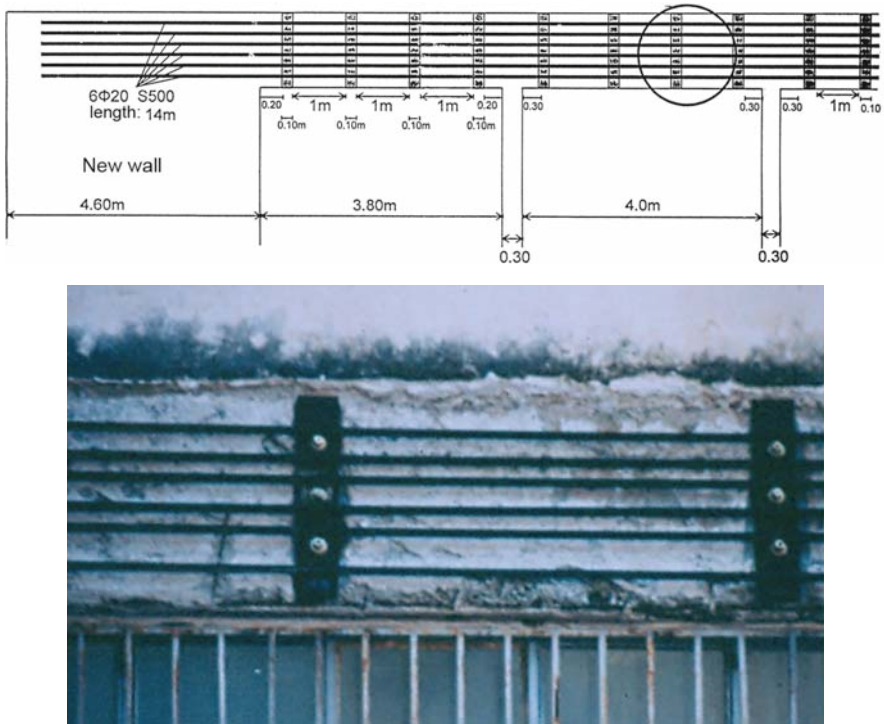 6Φ20 S500
length: 14m
0.20 1m 1m 1m 0.20 0.30 0.30 0.30 1m 0.10
0.10m 0.10m 0.10m 0.10m
New wall
4.60m 3.80m 4.0m
0.30 0.30